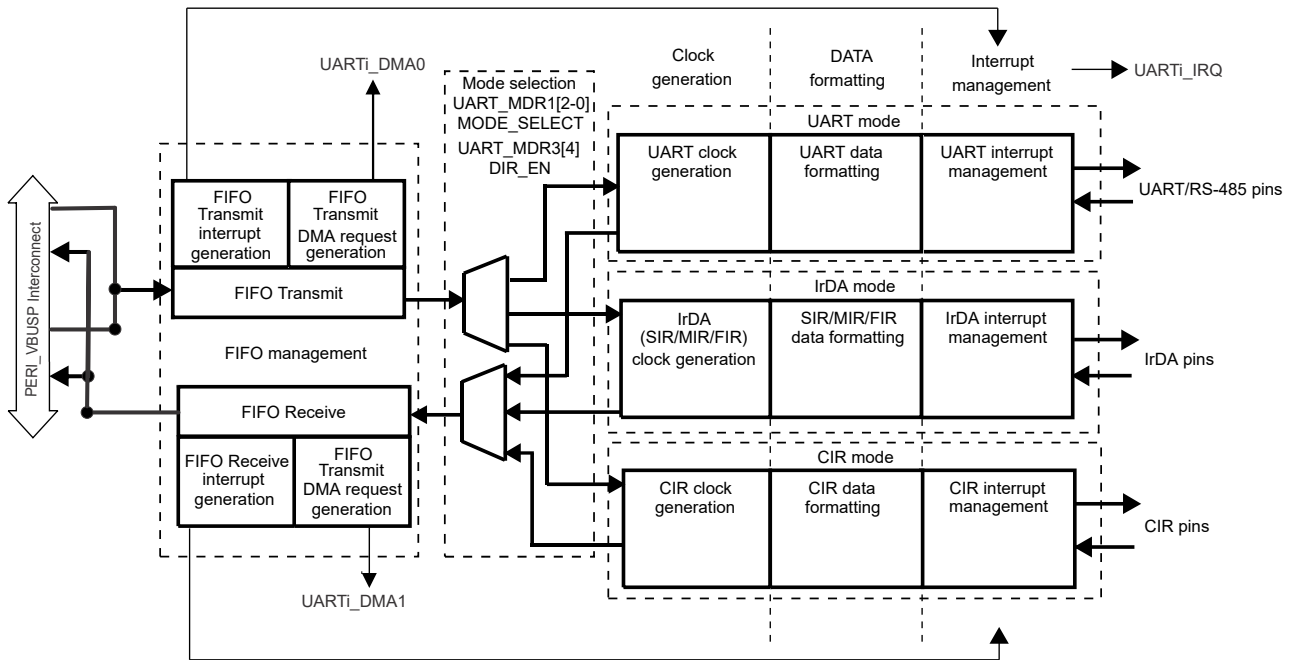 Clock
generation
DATA
formatting
Interrupt
management
UARTi_IRQ
UARTi_DMA0
Mode selection
UART_MDR1[2-0]
MODE_SELECT
UART_MDR3[4]
DIR_EN
UART mode
UART clock
generation
UART data
formatting
UART interrupt
management
UART/RS-485 pins
FIFO
Transmit
interrupt
generation
FIFO
Transmit
DMA request
generation
FIFO Transmit
PERI_VBUSP Interconnect
FIFO management
IrDA mode
IrDA
(SIR/MIR/FIR)
clock generation
SIR/MIR/FIR
data formatting
IrDA interrupt
management
IrDA pins
FIFO Receive
FIFO Receive
interrupt
generation
FIFO
Transmit
DMA request
generation
CIR mode
CIR clock
generation
CIR data
formatting
CIR interrupt
management
CIR pins
UARTi_DMA1